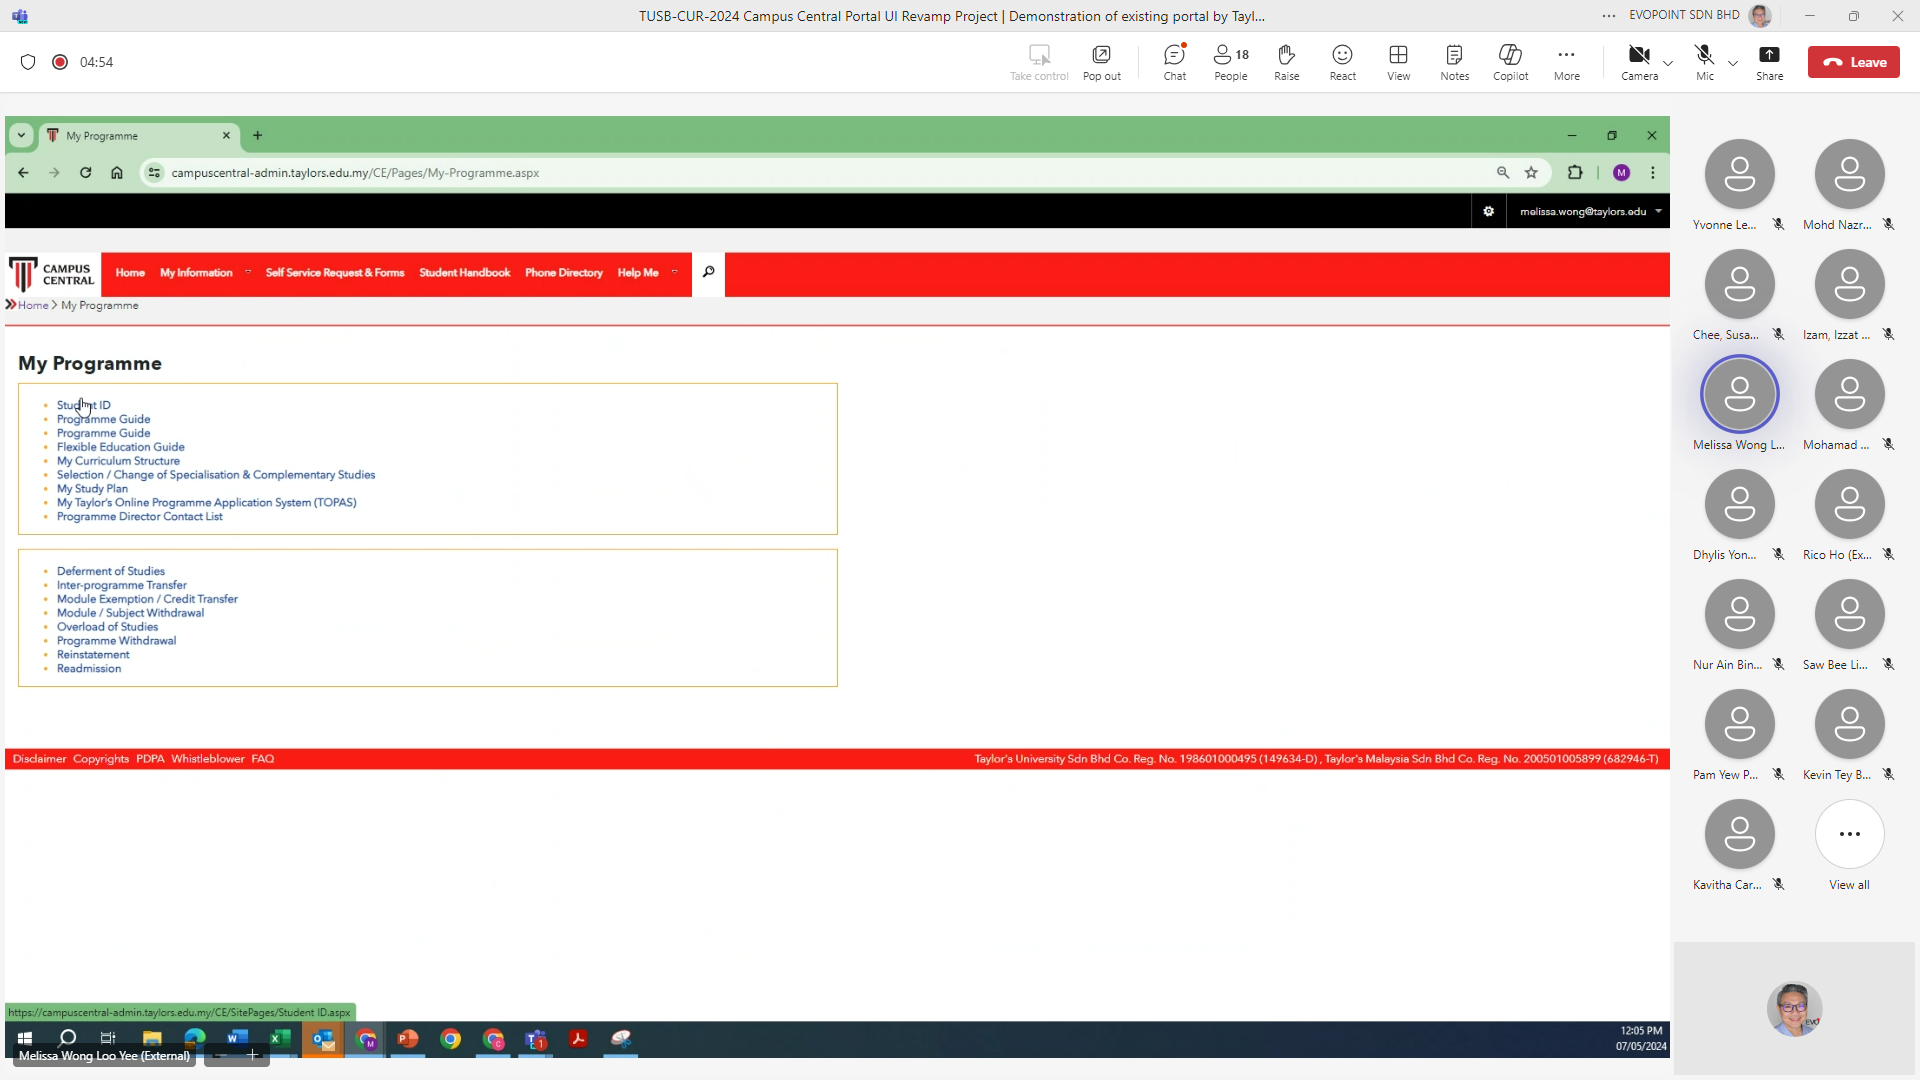 TUSB-CUR-2024 Campus Central Portal UI Revamp Project | Demonstration of existing portal by Tayl...
EVOPOINT SDN BHD
04:54
Take control
Pop out
Chat
18
People
Raise
React
View
Notes
Copilot
More
Camera
Mic
Share
Leave
My Programme
campuscentral-admin.taylors.edu.my/CE/Pages/My-Programme.aspx
M
melissa.wong@taylors.edu
CAMPUS
CENTRAL
Home
My Information
Self Service Request & Forms
Student Handbook
Phone Directory
Help Me
Home > My Programme
My Programme
Student ID
Programme Guide
Programme Guide
Flexible Education Guide
My Curriculum Structure
Selection / Change of Specialisation & Complementary Studies
My Study Plan
My Taylor's Online Programme Application System (TOPAS)
Programme Director Contact List
Deferment of Studies
Inter-programme Transfer
Module Exemption / Credit Transfer
Module / Subject Withdrawal
Overload of Studies
Programme Withdrawal
Reinstatement
Readmission
Disclaimer Copyrights PDPA Whistleblower FAQ
Taylor's University Sdn Bhd Co. Reg. No. 198601000495 (149634-D) , Taylor's Malaysia Sdn Bhd Co. Reg. No. 200501005899 (682946-T)
https://campuscentral-admin.taylors.edu.my/CE/SitePages/Student ID.aspx
12:05 PM
07/05/2024
Melissa Wong Loo Yee (External)
Yvonne Le...
Mohd Nazr...
Chee, Susa...
Izam, Izzat ...
Melissa Wong L...
Mohamad ...
Dhylis Yon...
Rico Ho (Ex...
Nur Ain Bin...
Saw Bee Li...
Pam Yew P...
Kevin Tey B...
Kavitha Car...
View all